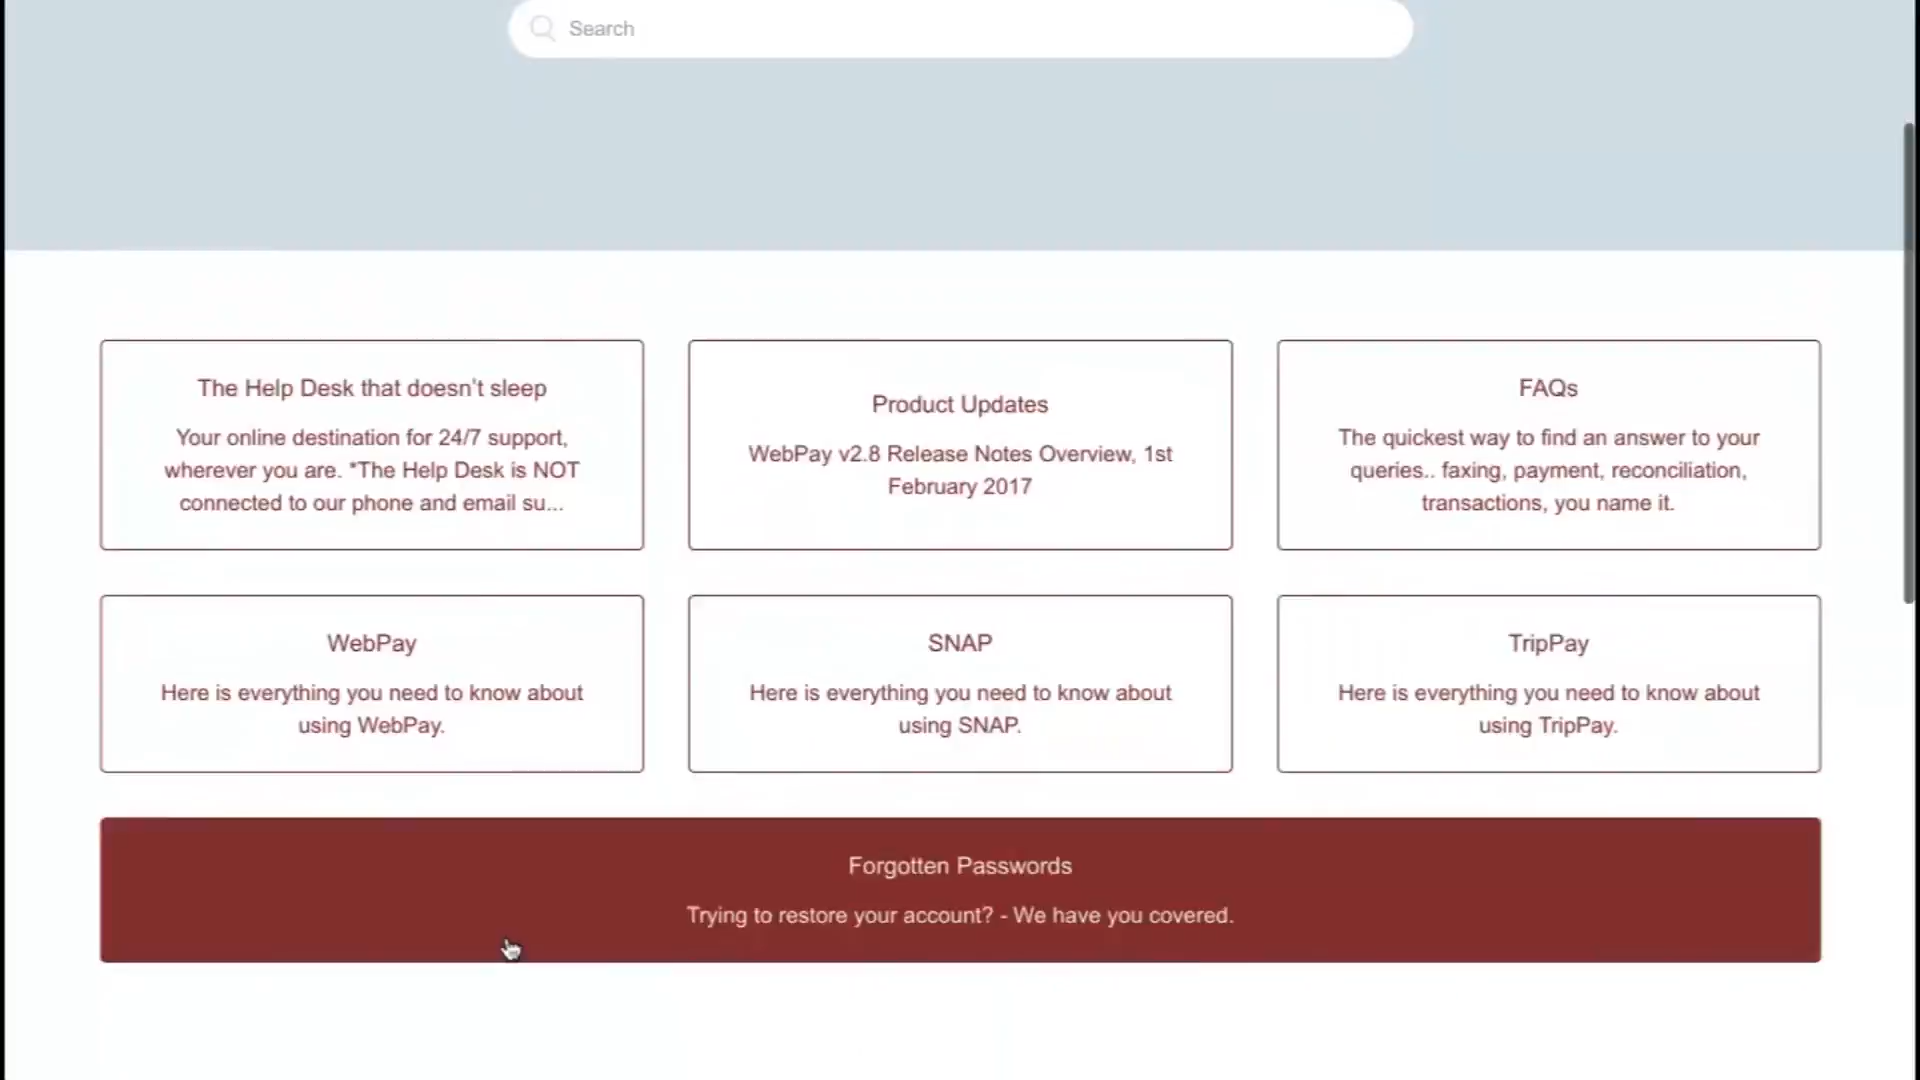 Search
The Help Desk that doesn't sleep
Your online destination for 24/7 support,
wherever you are. *The Help Desk is NOT
connected to our phone and email su...
Product Updates
WebPay v2.8 Release Notes Overview, 1st
February 2017
FAQs
The quickest way to find an answer to your
queries.. faxing, payment, reconciliation,
transactions, you name it.
WebPay
Here is everything you need to know about
using WebPay.
SNAP
Here is everything you need to know about
using SNAP.
TripPay
Here is everything you need to know about
using TripPay.
Forgotten Passwords
Trying to restore your account? - We have you covered.